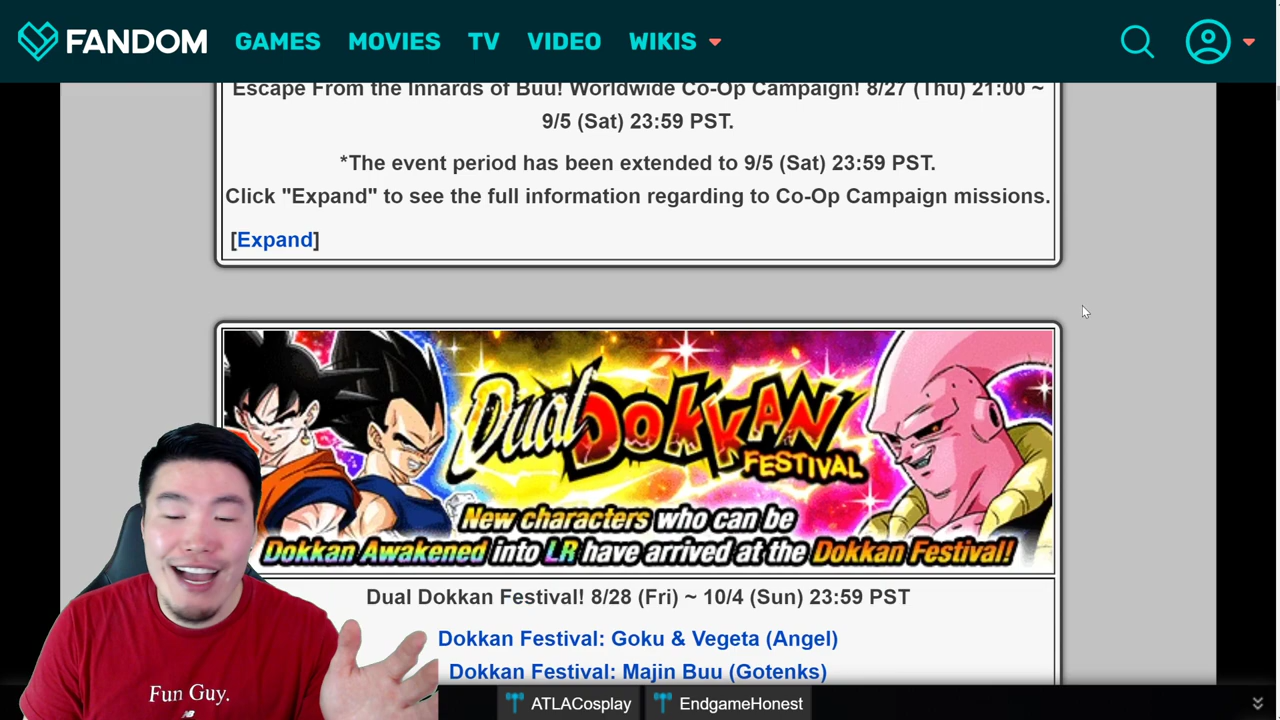 FANDOM GAMES MOVIES TV VIDEO WIKIS
Escape From the Innards of Buu! Worldwide Co-Op Campaign! 8/27 (Thu) 21:00 ~
9/5 (Sat) 23:59 PST.
*The event period has been extended to 9/5 (Sat) 23:59 PST.
Click "Expand" to see the full information regarding to Co-Op Campaign missions.
[Expand]
Dual DOKKAN
FESTIVAL
New characters who can be
Dokkan Awakened into LR have arrived at the Dokkan Festival!
Dual Dokkan Festival! 8/28 (Fri) ~ 10/4 (Sun) 23:59 PST
Dokkan Festival: Goku & Vegeta (Angel)
Dokkan Festival: Majin Buu (Gotenks)
Fun Guy.
ATLACosplay EndgameHonest